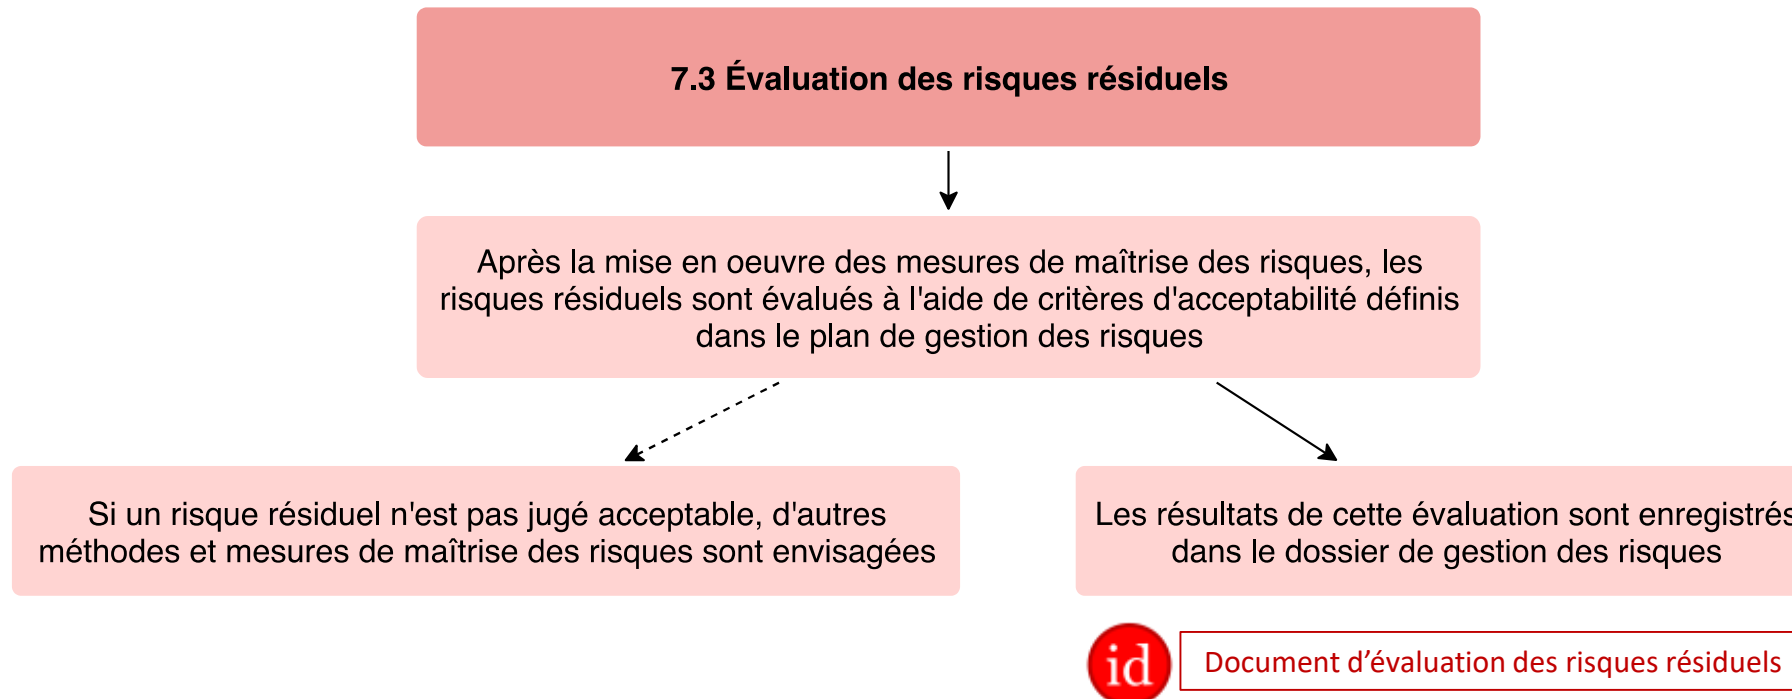 7.3 Évaluation des risques résiduels
Après la mise en oeuvre des mesures de maîtrise des risques, les
risques résiduels sont évalués à l'aide de critères d'acceptabilité définis
dans le plan de gestion des risques
Si un risque résiduel n'est pas jugé acceptable, d'autres
méthodes et mesures de maîtrise des risques sont envisagées
Les résultats de cette évaluation sont enregistrés
dans le dossier de gestion des risques
id
Document d’évaluation des risques résiduels